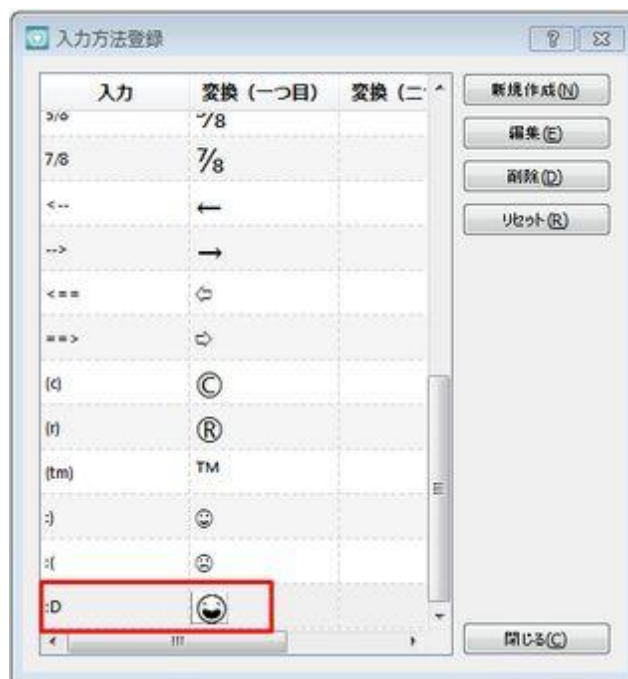 入力方法登録
入力 変換（一つ目） 変換（二
7/8 ⅞
<-- ←
--> →
<== ⇦
==> ⇨
(c) ©
(r) ®
(tm) ™
:) ☺
:( ☹
:D
新規作成(N)
編集(E)
削除(D)
リセット(R)
閉じる(C)